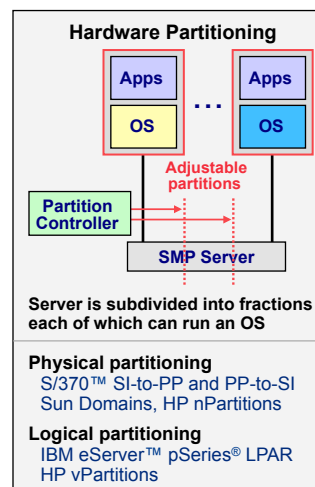 Hardware Partitioning
Apps
Apps
...
OS
OS
Adjustable
partitions
Partition
Controller
SMP Server
Server is subdivided into fractions
each of which can run an OS
Physical partitioning
S/370™ SI-to-PP and PP-to-SI
Sun Domains, HP nPartitions
Logical partitioning
IBM eServer™ pSeries® LPAR
HP vPartitions